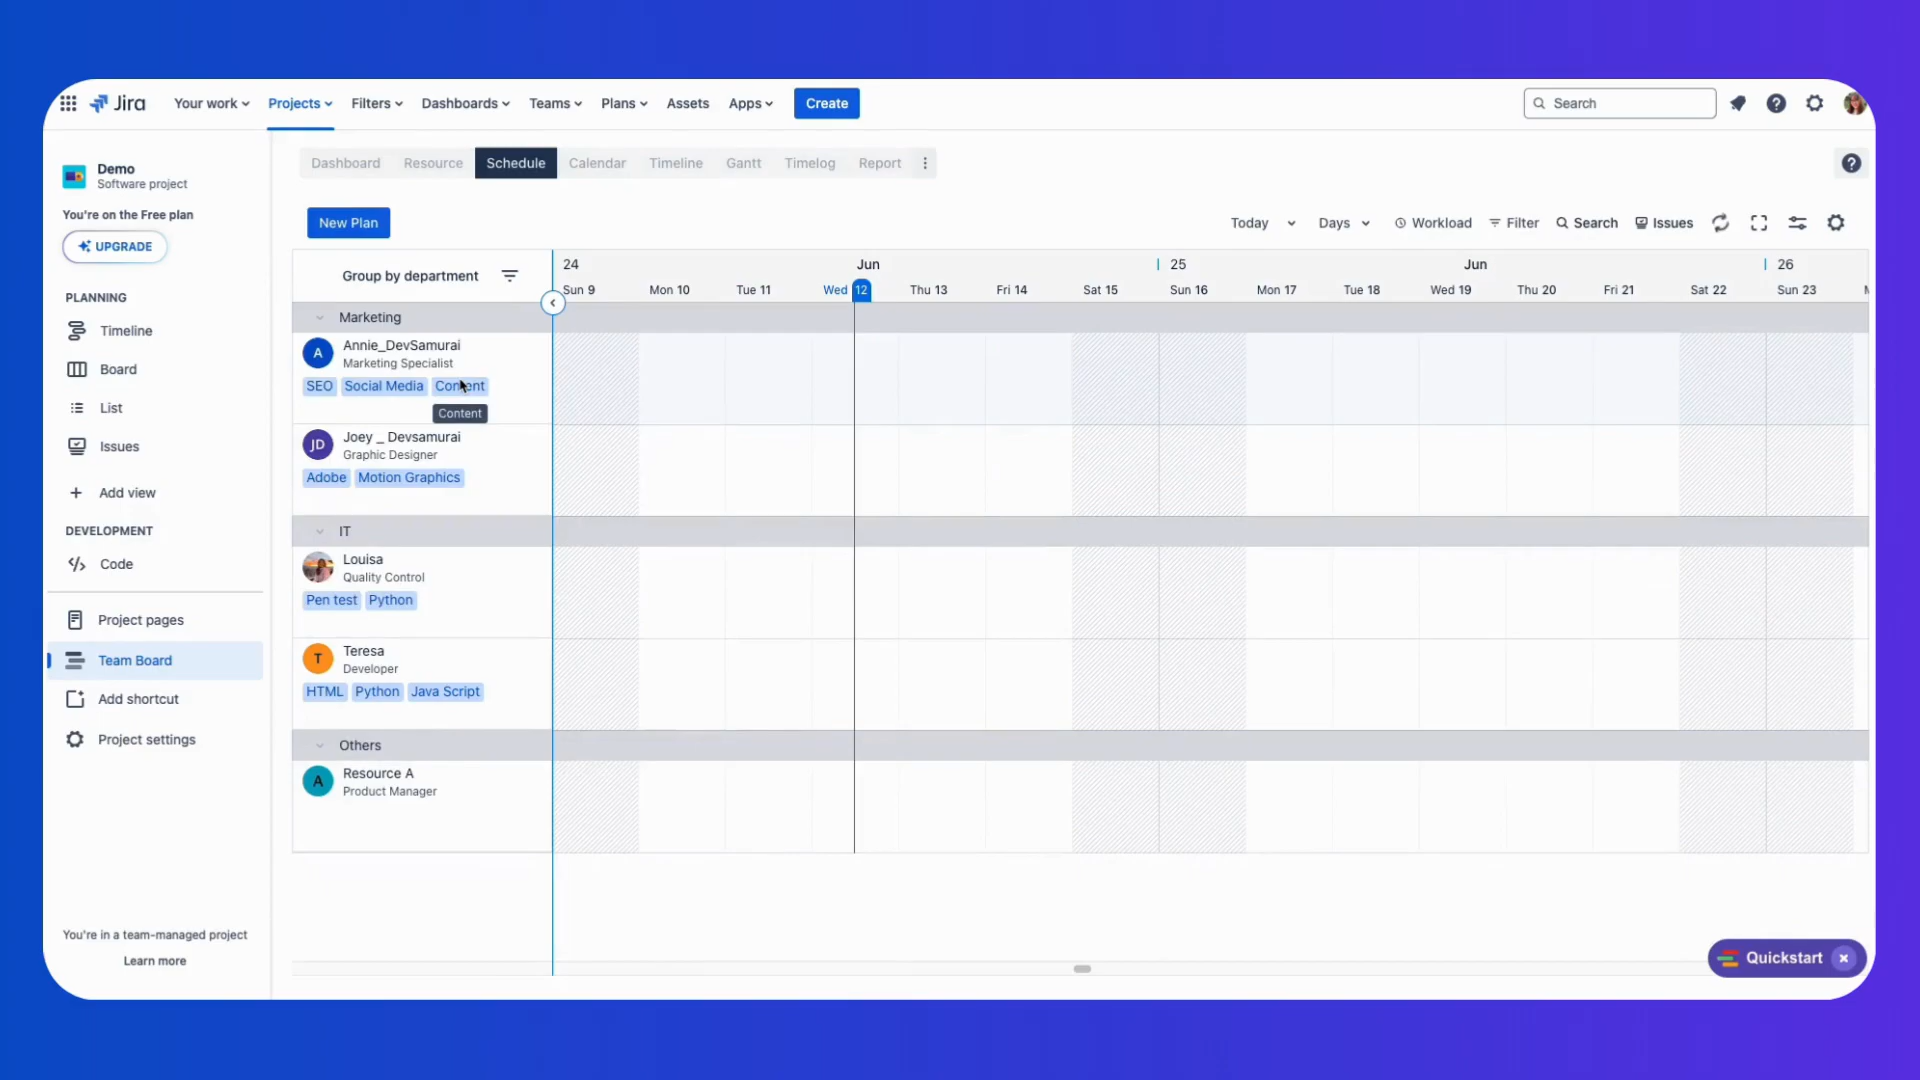 Jira Your work Projects Filters Dashboards Teams Plans Assets Apps Create Search
Demo
Software project
You're on the Free plan
UPGRADE
PLANNING
Timeline
Board
List
Issues
Add view
DEVELOPMENT
Code
Project pages
Team Board
Add shortcut
Project settings
You're in a team-managed project
Learn more
Dashboard Resource Schedule Calendar Timeline Gantt Timelog Report
New Plan Today Days Workload Filter Search Issues
Group by department
24 Jun 25 Jun 26
Sun 9 Mon 10 Tue 11 Wed 12 Thu 13 Fri 14 Sat 15 Sun 16 Mon 17 Tue 18 Wed 19 Thu 20 Fri 21 Sat 22 Sun 23
Marketing
A Annie_DevSamurai
Marketing Specialist
SEO Social Media Content
Content
JD Joey _ Devsamurai
Graphic Designer
Adobe Motion Graphics
IT
Louisa
Quality Control
Pen test Python
T Teresa
Developer
HTML Python Java Script
Others
A Resource A
Product Manager
Quickstart